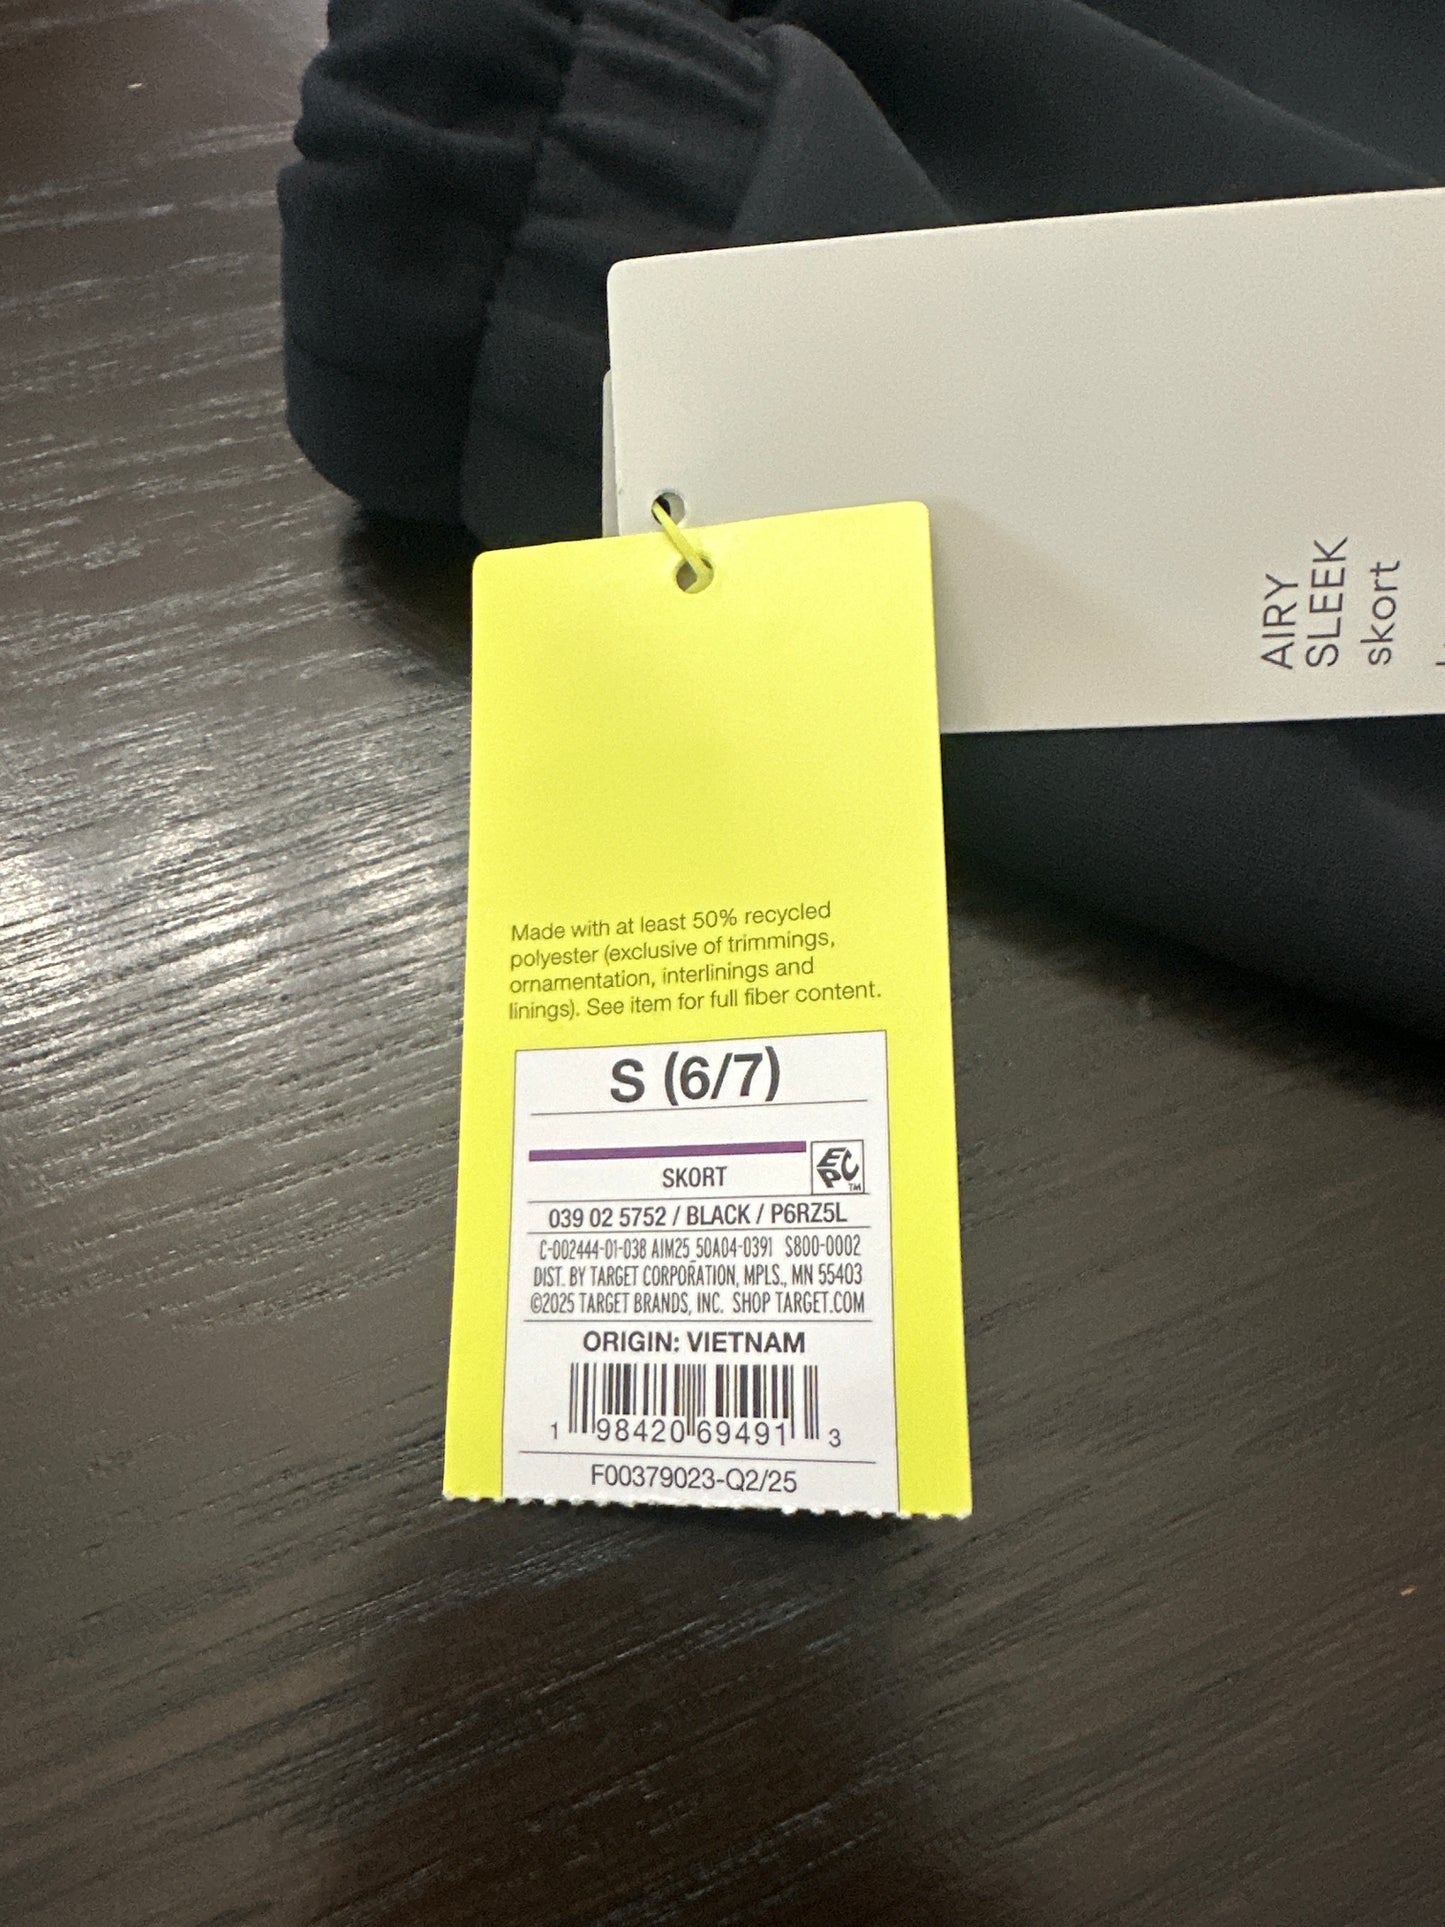 AIRY
SLEEK
skort
Made with at least 50% recycled
polyester (exclusive of trimmings,
ornamentation, interlinings and
linings). See item for full fiber content.
S (6/7)
EPC™
SKORT
039 02 5752 / BLACK / P6RZ5L
C-002444-01-038 AIM25_50A04-0391 S800-0002
DIST. BY TARGET CORPORATION, MPLS., MN 55403
©2025 TARGET BRANDS, INC. SHOP TARGET.COM
ORIGIN: VIETNAM
1 98420 69491 3
F00379023-Q2/25